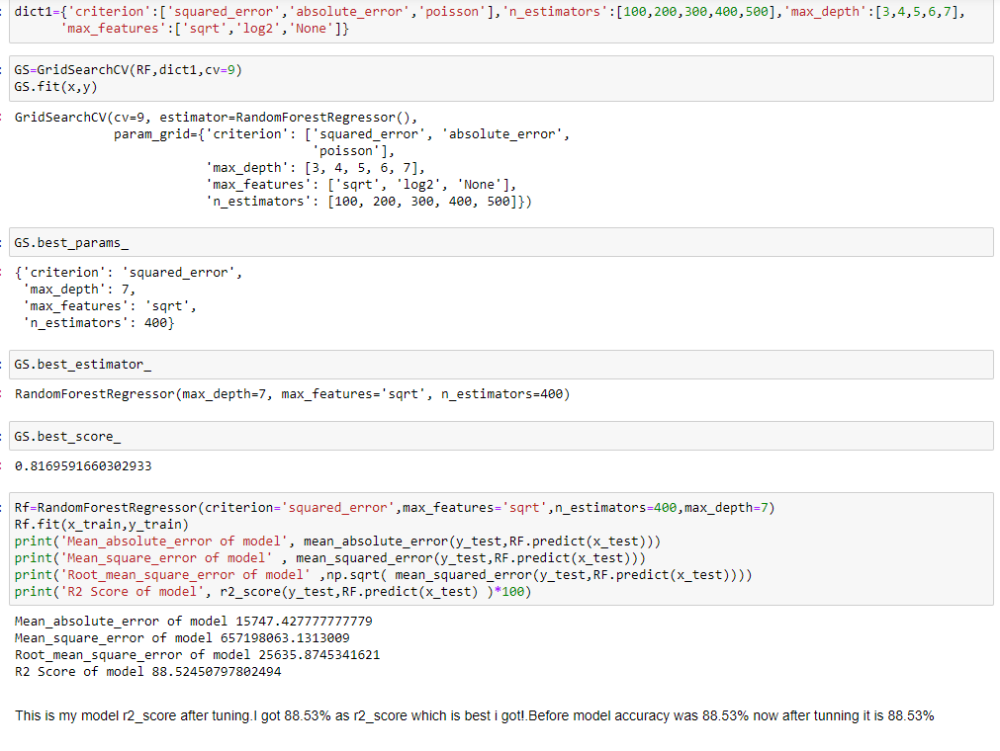 dict1={'criterion':['squared_error','absolute_error','poisson'],'n_estimators':[100,200,300,400,500],'max_depth':[3,4,5,6,7],
'max_features':['sqrt','log2','None']}
GS=GridSearchCV(RF,dict1,cv=9)
GS.fit(x,y)
GridSearchCV(cv=9, estimator=RandomForestRegressor(),
param_grid={'criterion': ['squared_error', 'absolute_error',
'poisson'],
'max_depth': [3, 4, 5, 6, 7],
'max_features': ['sqrt', 'log2', 'None'],
'n_estimators': [100, 200, 300, 400, 500]})
GS.best_params_
{'criterion': 'squared_error',
'max_depth': 7,
'max_features': 'sqrt',
'n_estimators': 400}
GS.best_estimator_
RandomForestRegressor(max_depth=7, max_features='sqrt', n_estimators=400)
GS.best_score_
0.8169591660302933
Rf=RandomForestRegressor(criterion='squared_error',max_features='sqrt',n_estimators=400,max_depth=7)
Rf.fit(x_train,y_train)
print('Mean_absolute_error of model', mean_absolute_error(y_test,RF.predict(x_test)))
print('Mean_square_error of model' , mean_squared_error(y_test,RF.predict(x_test)))
print('Root_mean_square_error of model' ,np.sqrt( mean_squared_error(y_test,RF.predict(x_test))))
print('R2 Score of model', r2_score(y_test,RF.predict(x_test) )*100)
Mean_absolute_error of model 15747.427777777779
Mean_square_error of model 657198063.1313009
Root_mean_square_error of model 25635.8745341621
R2 Score of model 88.52450797802494
This is my model r2_score after tuning.I got 88.53% as r2_score which is best i got!.Before model accuracy was 88.53% now after tunning it is 88.53%